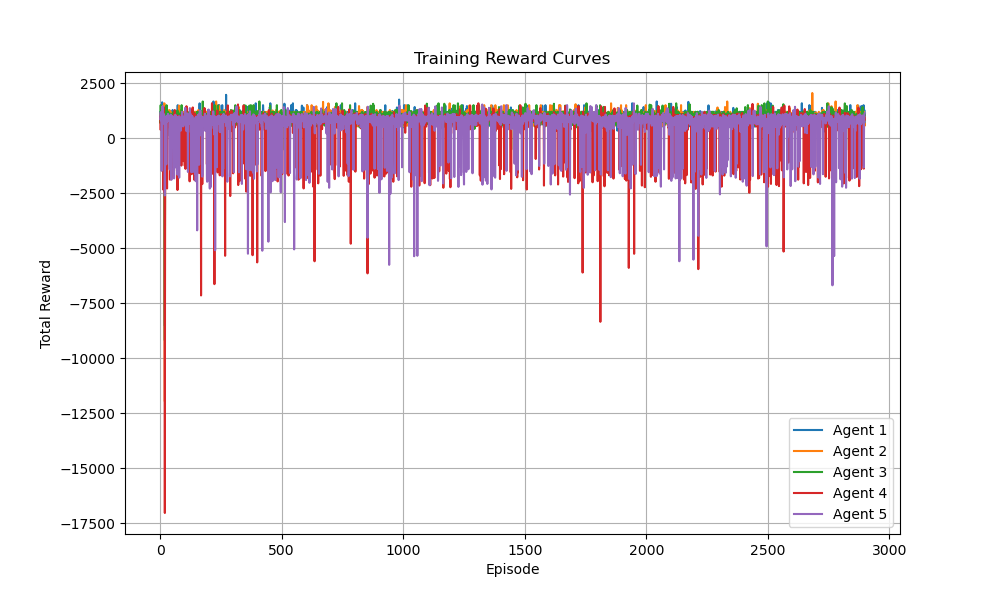 Training Reward Curves
2500
0
−2500
−5000
−7500
−10000
−12500
−15000
−17500
Total Reward
0 500 1000 1500 2000 2500 3000
Episode
Agent 1
Agent 2
Agent 3
Agent 4
Agent 5